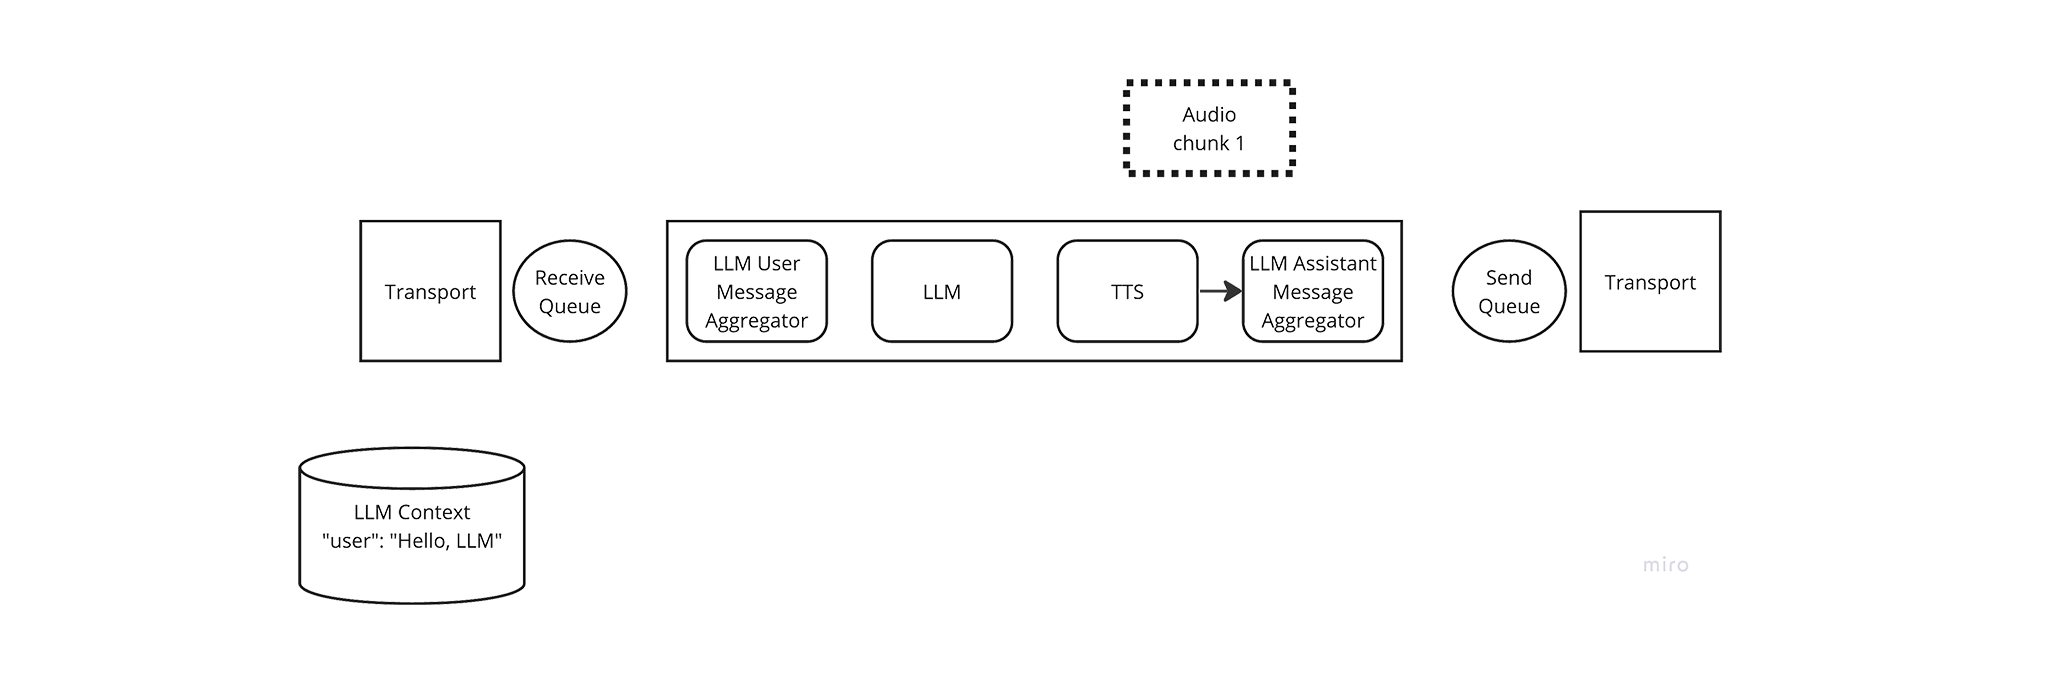 Audio
chunk 1
Transport
Receive
Queue
LLM User
Message
Aggregator
LLM
TTS
LLM Assistant
Message
Aggregator
Send
Queue
Transport
LLM Context
"user": "Hello, LLM"
miro